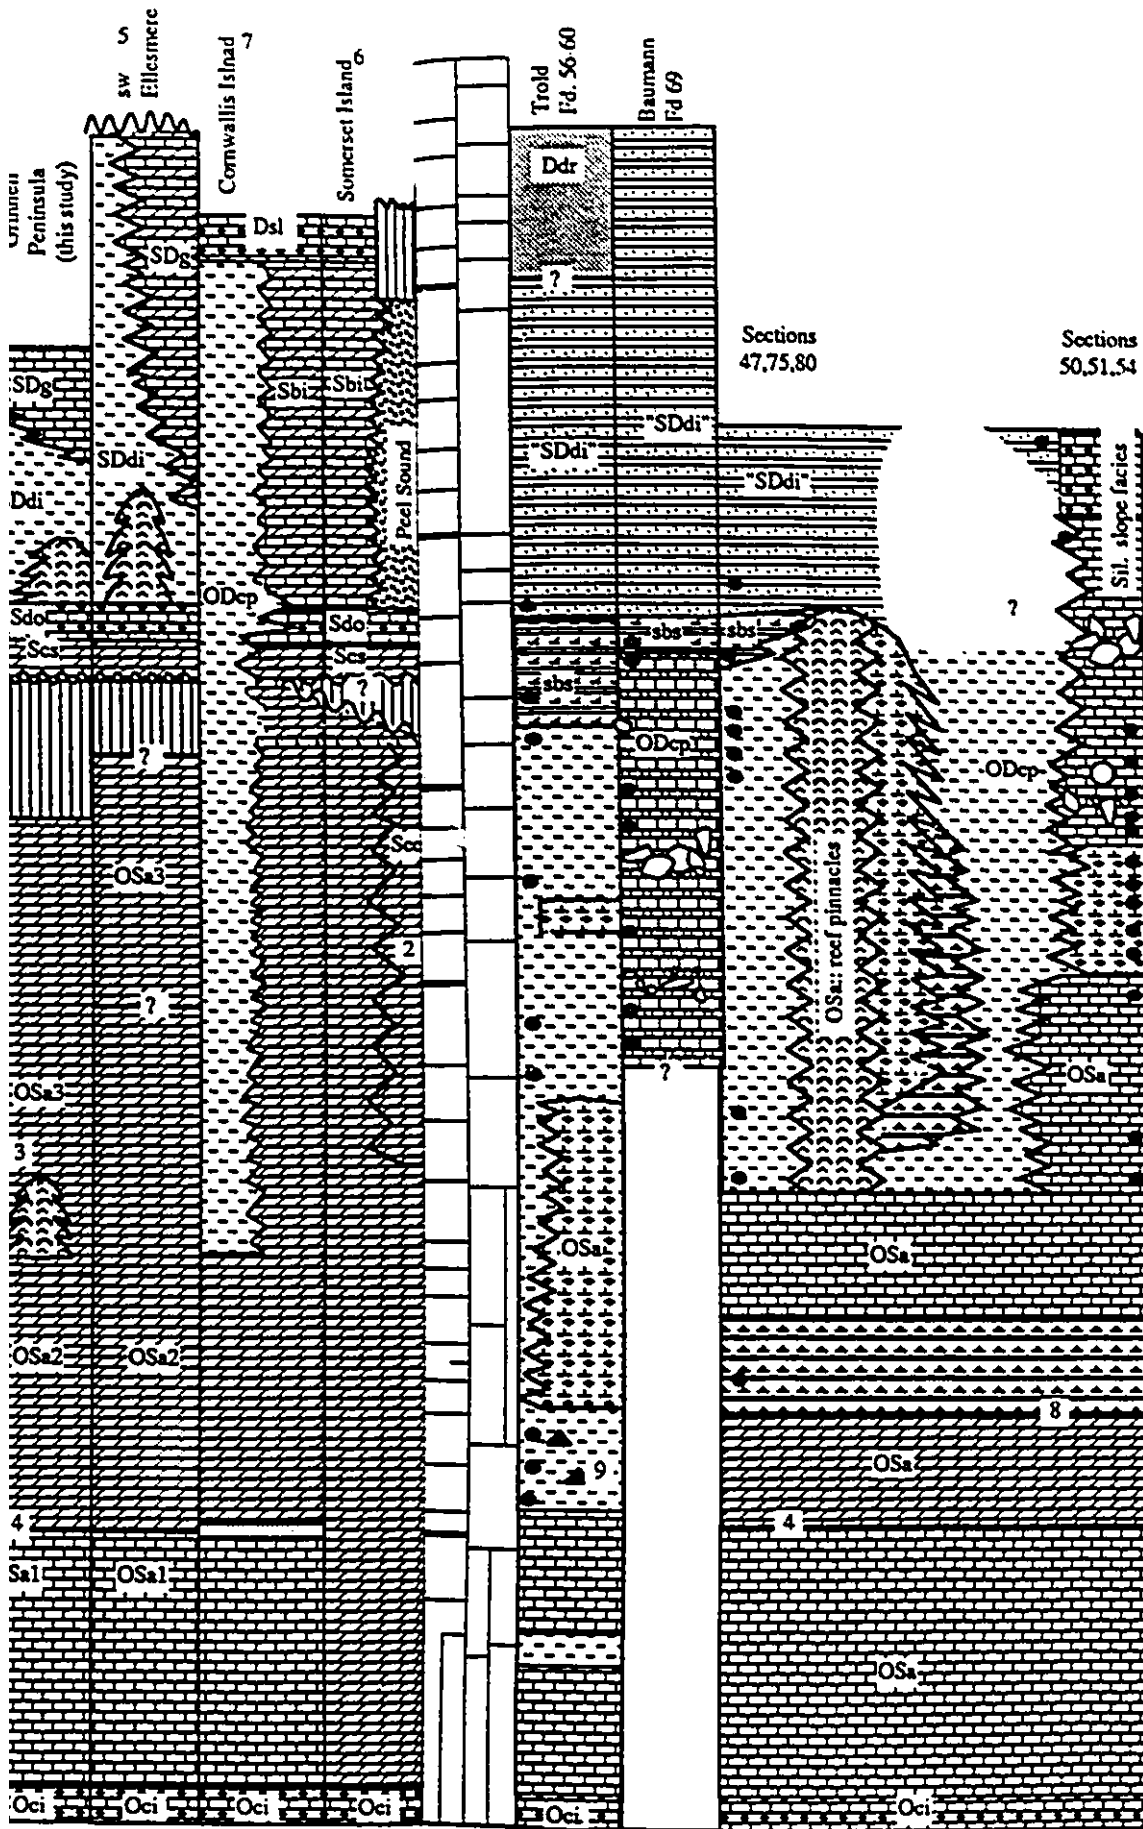 Peninsula
(this study)
5
sw
Ellesmere
Cornwallis Islnad 7
Somerset Island 6
Trold
Fd. 56-60
Baumann
Fd 69
Sections
47,75,80
Sections
50,51,54
Ddr
?
Dsl
SDg
SDg
Sbi
Sbi
Peel Sound
"SDdi"
"SDdi"
"SDdi"
SDdi
Ddi
Sil. slope facies
?
ODcp
Sdo
Sdo
Scs
Scs
?
?
sbs
sbs
sbs
ODcp?
ODcp
OSa3
2
?
OSa: reef pinnacles
?
OSa3
3
OSa
OSa
OSa
OSa2
OSa2
8
9
OSa
4
4
Sa1
OSa1
OSa
Oci
Oci
Oci
Oci
Oci
Oci